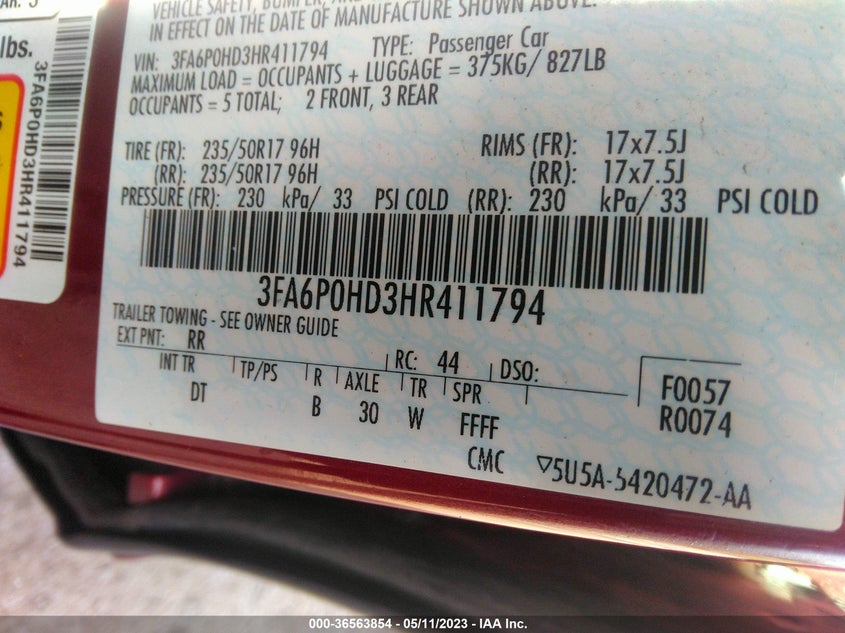 VEHICLE SAFETY, BUMPER, AND
IN EFFECT ON THE DATE OF MANUFACTURE SHOWN ABOVE.
VIN: 3FA6P0HD3HR411794 TYPE: Passenger Car
MAXIMUM LOAD = OCCUPANTS + LUGGAGE = 375KG/ 827LB
OCCUPANTS = 5 TOTAL; 2 FRONT, 3 REAR
TIRE (FR): 235/50R17 96H RIMS (FR): 17x7.5J
(RR): 235/50R17 96H (RR): 17x7.5J
PRESSURE (FR): 230 kPa/ 33 PSI COLD (RR): 230 kPa/ 33 PSI COLD
3FA6P0HD3HR411794
TRAILER TOWING - SEE OWNER GUIDE
EXT PNT: RR RC: 44 DSO:
INT TR TP/PS R AXLE TR SPR
DT B 30 W FFFF
F0057
R0074
CMC ▽5U5A-5420472-AA
lbs.
3FA6P0HD3HR411794
000-36563854 - 05/11/2023 - IAA Inc.